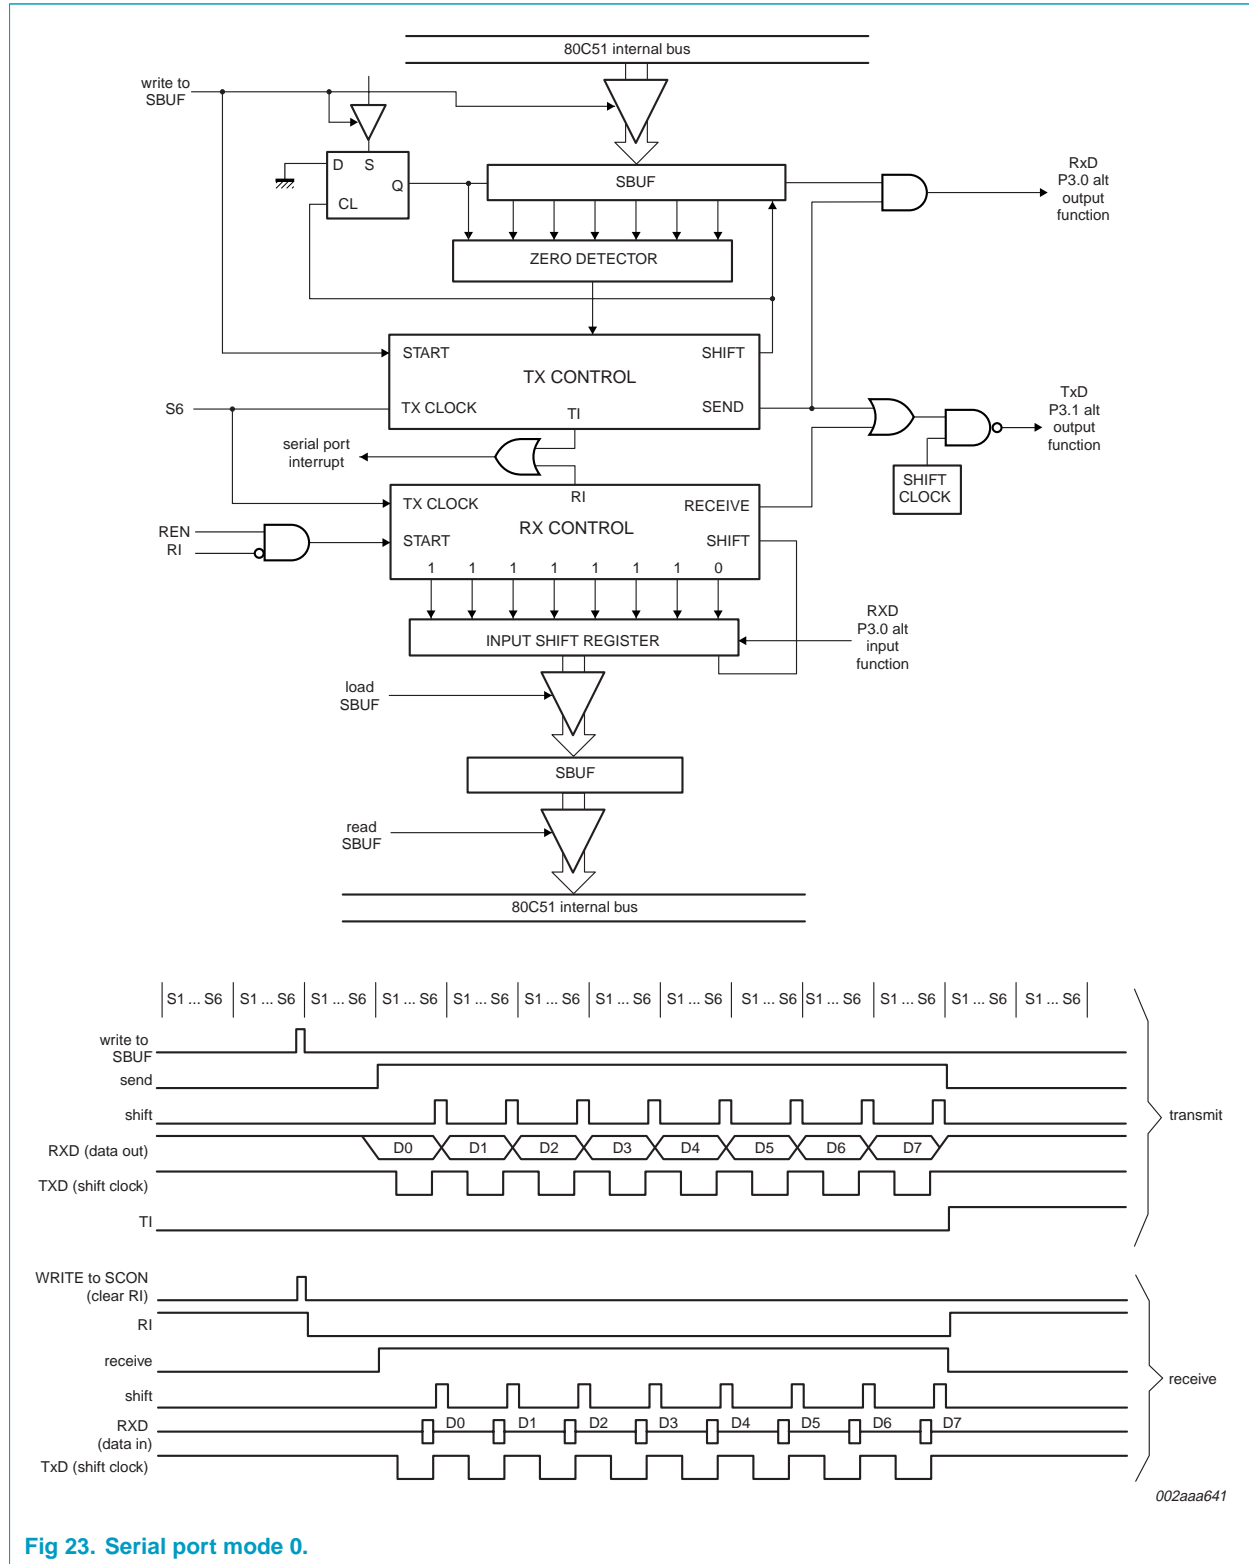 80C51 internal bus
write to
SBUF
D S
Q
CL
SBUF
RxD
P3.0 alt
output
function)
ZERO DETECTOR
START
SHIFT
TX CONTROL
S6
TX CLOCK
TI
SEND
TxD
P3.1 alt
output
function)
serial port
interrupt
SHIFT
CLOCK
TX CLOCK
RI
RECEIVE
RX CONTROL
REN
RI
START
SHIFT
1 1 1 1 1 1 1 0
INPUT SHIFT REGISTER
RXD
P3.0 alt
input
function)
load
SBUF
SBUF
read
SBUF
80C51 internal bus
S1 ... S6 S1 ... S6 S1 ... S6 S1 ... S6 S1 ... S6 S1 ... S6 S1 ... S6 S1 ... S6 S1 ... S6 S1 ... S6 S1 ... S6 S1 ... S6 S1 ... S6
write to
SBUF
send
shift
RXD (data out)
D0 D1 D2 D3 D4 D5 D6 D7
TXD (shift clock)
TI
transmit
WRITE to SCON
(clear RI)
RI
receive
shift
RXD
(data in)
D0 D1 D2 D3 D4 D5 D6 D7
TxD (shift clock)
receive
002aaa641
Fig 23. Serial port mode 0.